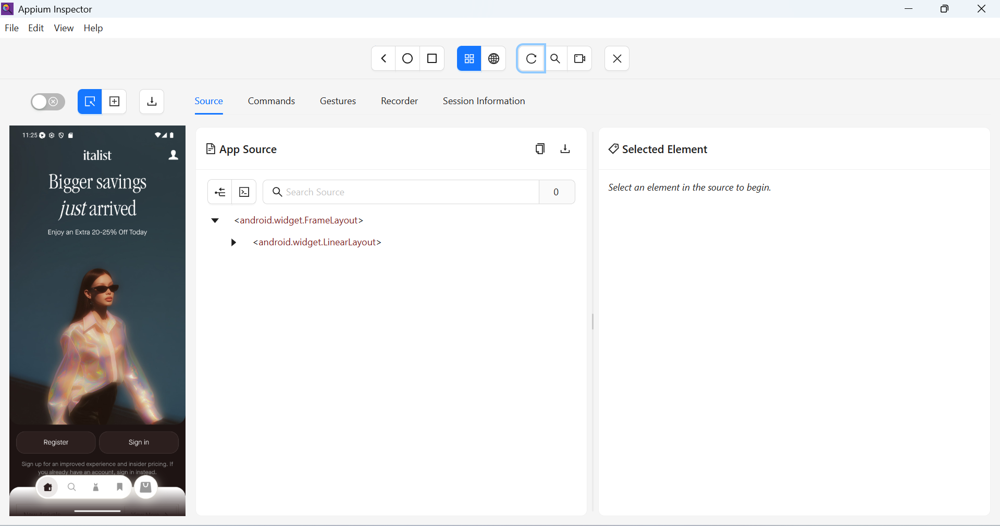 Appium Inspector
File Edit View Help
Source Commands Gestures Recorder Session Information
11:25
italist
Bigger savings
just arrived
Enjoy an Extra 20-25% Off Today
Register Sign in
Sign up for an improved experience and insider pricing. If
you already have an account, sign in instead.
App Source
Search Source 0
<android.widget.FrameLayout>
<android.widget.LinearLayout>
Selected Element
Select an element in the source to begin.